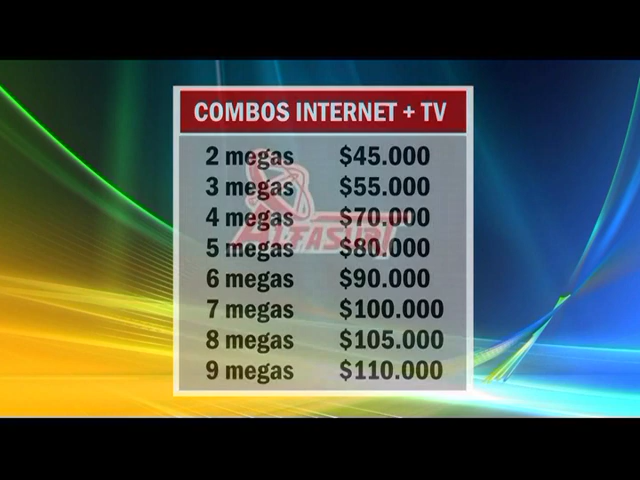 COMBOS INTERNET + TV
2 megas $45.000
3 megas $55.000
4 megas $70.000
5 megas $80.000
6 megas $90.000
7 megas $100.000
8 megas $105.000
9 megas $110.000